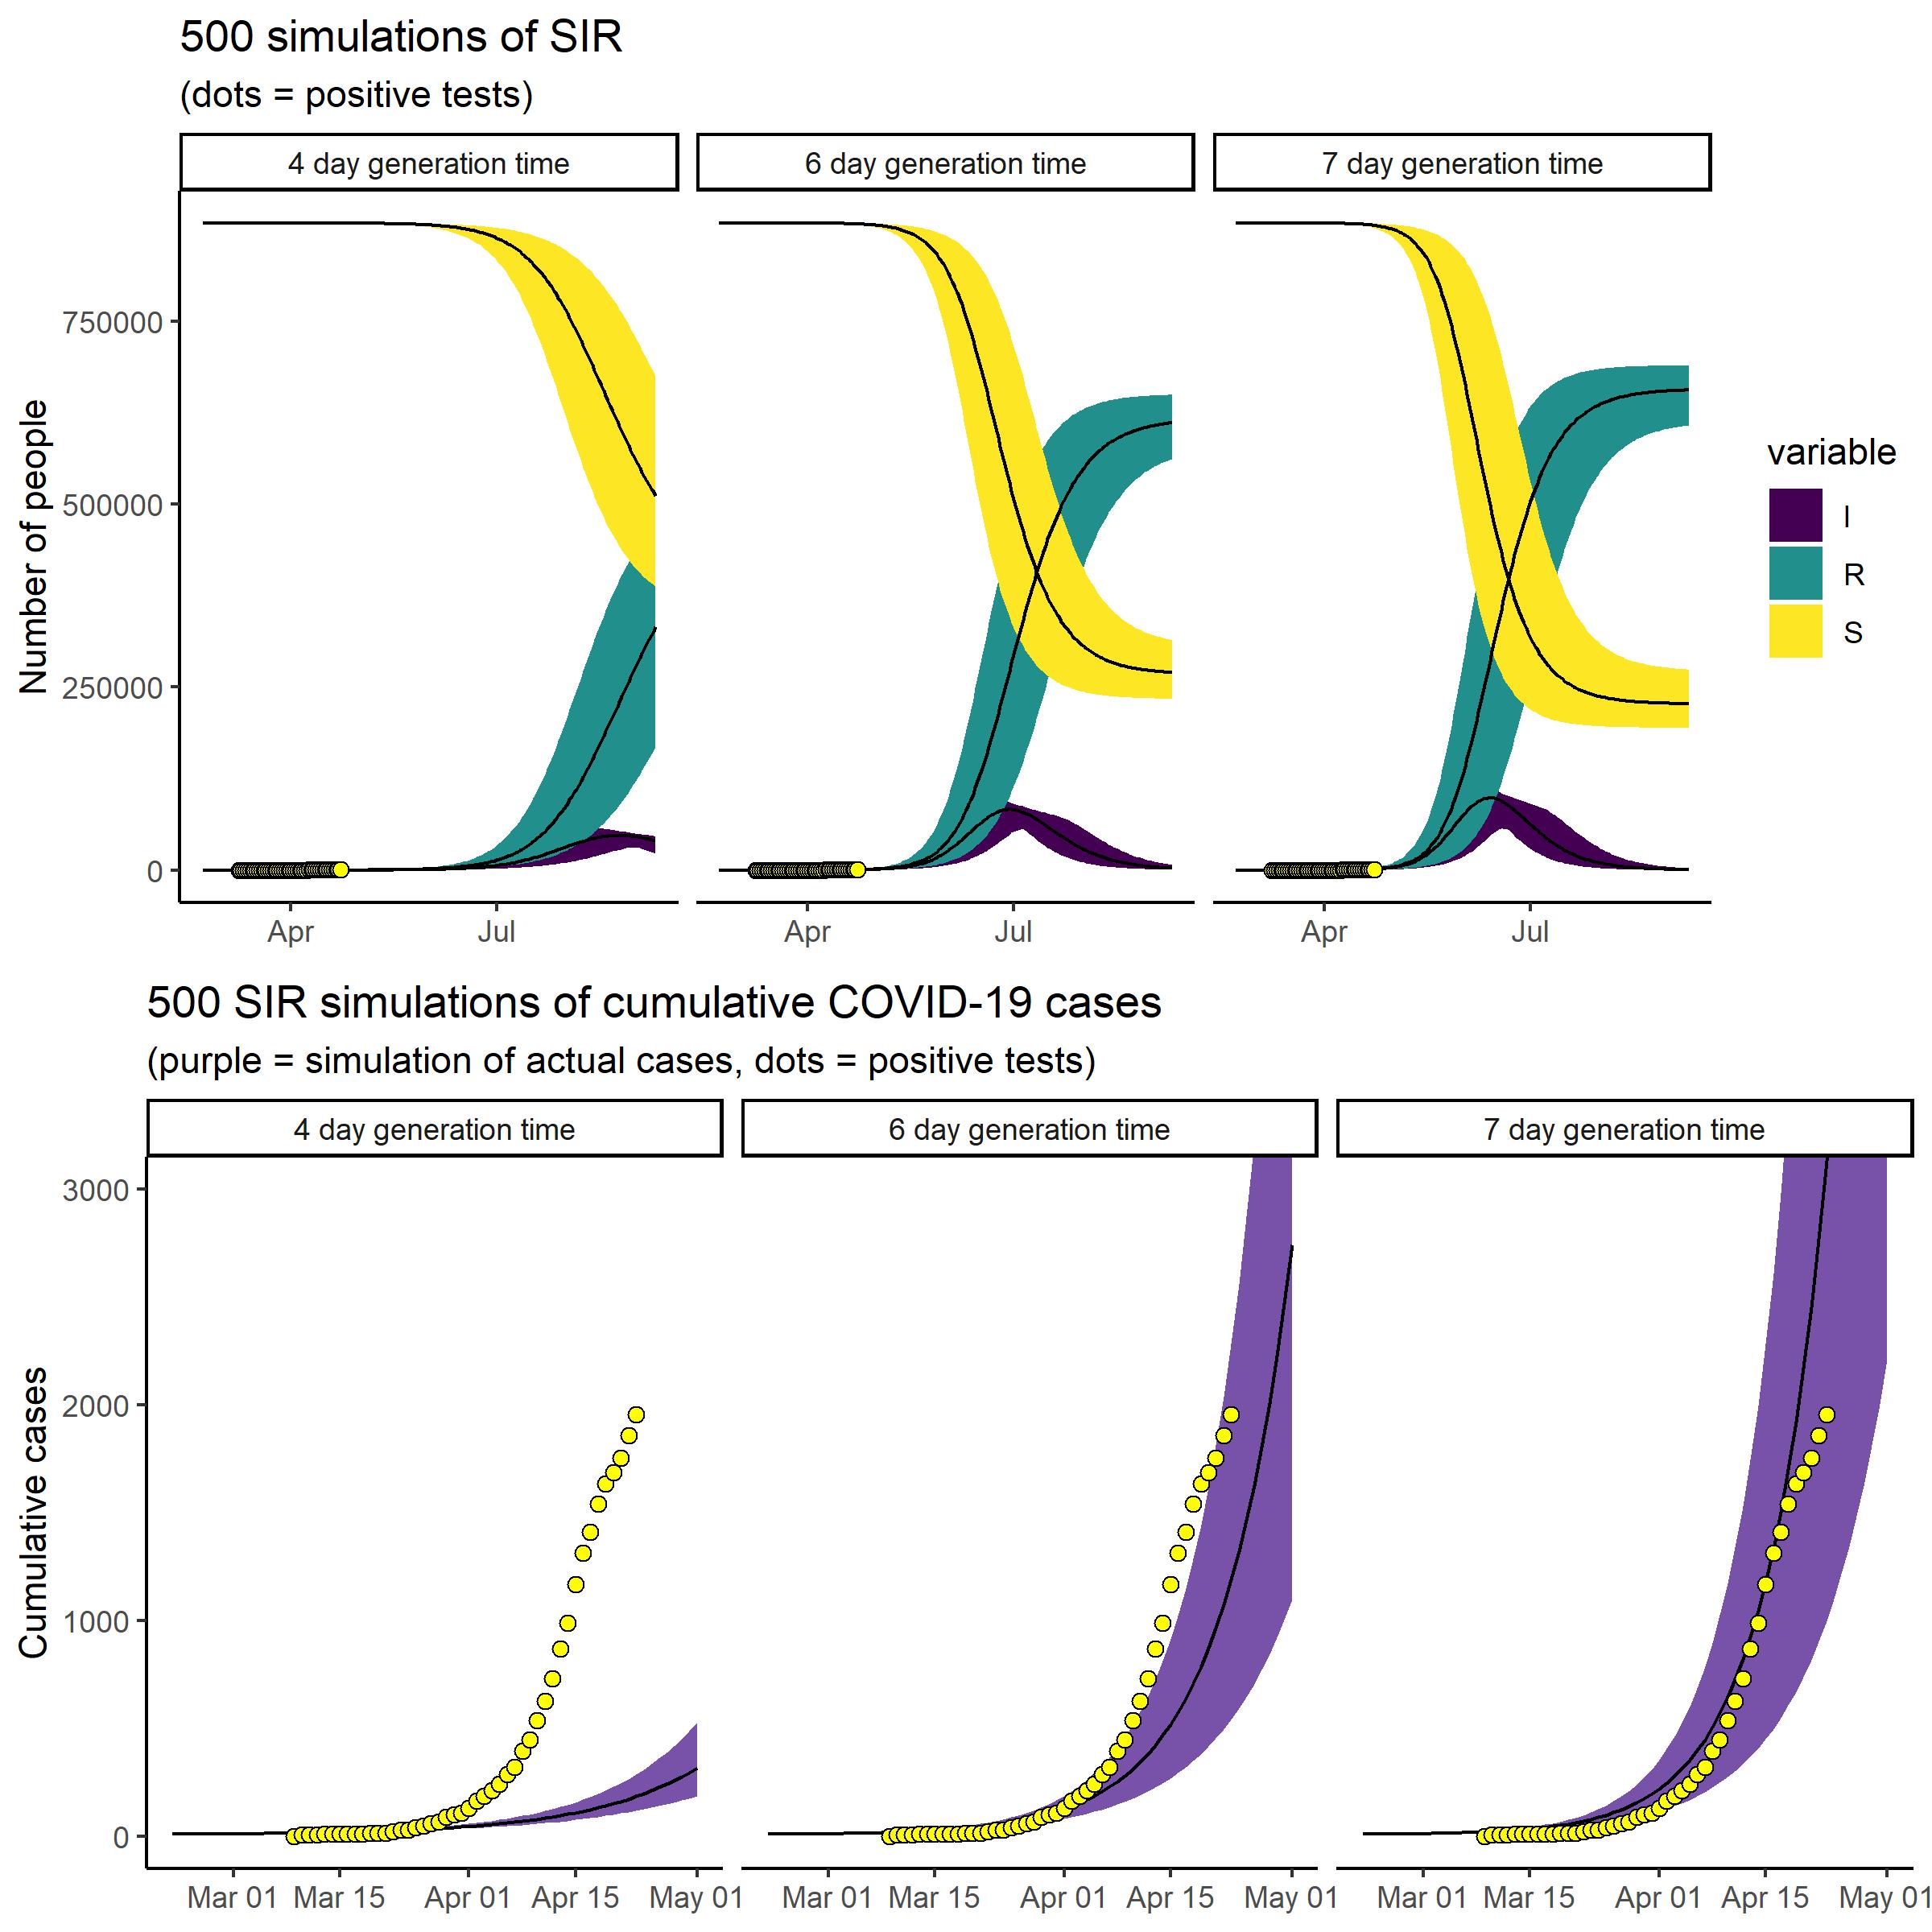 500 simulations of SIR
(dots = positive tests)
4 day generation time
6 day generation time
7 day generation time
Number of people
750000
500000
250000
0
Apr
Jul
Apr
Jul
Apr
Jul
variable
I
R
S
500 SIR simulations of cumulative COVID-19 cases
(purple = simulation of actual cases, dots = positive tests)
4 day generation time
6 day generation time
7 day generation time
Cumulative cases
3000
2000
1000
0
Mar 01
Mar 15
Apr 01
Apr 15
May 01
Mar 01
Mar 15
Apr 01
Apr 15
May 01
Mar 01
Mar 15
Apr 01
Apr 15
May 01